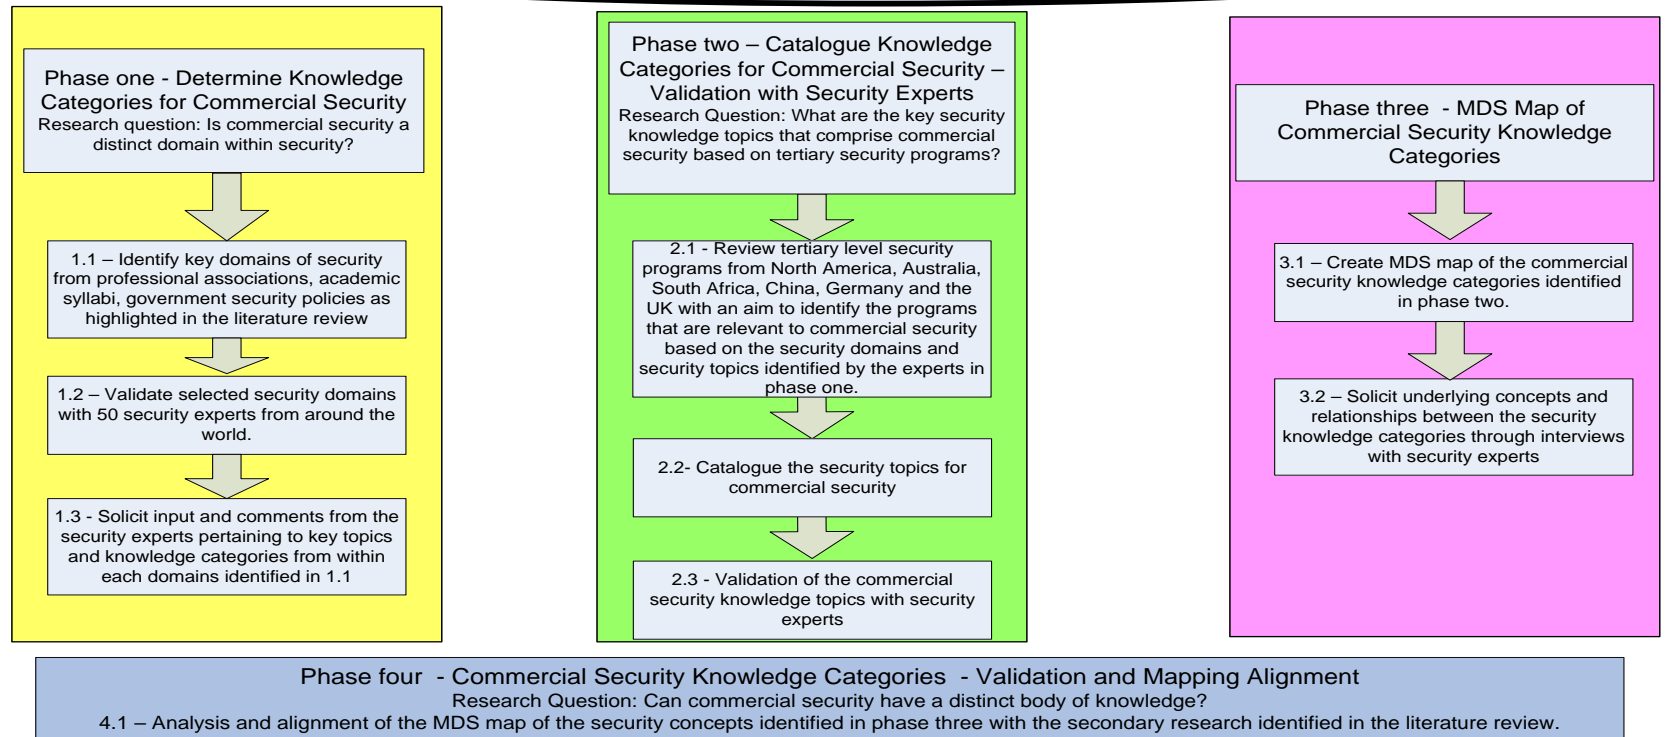 Phase one - Determine Knowledge
Categories for Commercial Security
Research question: Is commercial security a
distinct domain within security?
1.1 – Identify key domains of security
from professional associations, academic
syllabi, government security policies as
highlighted in the literature review
1.2 – Validate selected security domains
with 50 security experts from around the
world.
1.3 - Solicit input and comments from the
security experts pertaining to key topics
and knowledge categories from within
each domains identified in 1.1
Phase two – Catalogue Knowledge
Categories for Commercial Security –
Validation with Security Experts
Research Question: What are the key security
knowledge topics that comprise commercial
security based on tertiary security programs?
2.1 - Review tertiary level security
programs from North America, Australia,
South Africa, China, Germany and the
UK with an aim to identify the programs
that are relevant to commercial security
based on the security domains and
security topics identified by the experts in
phase one.
2.2- Catalogue the security topics for
commercial security
2.3 - Validation of the commercial
security knowledge topics with security
experts
Phase three - MDS Map of
Commercial Security Knowledge
Categories
3.1 – Create MDS map of the commercial
security knowledge categories identified
in phase two.
3.2 – Solicit underlying concepts and
relationships between the security
knowledge categories through interviews
with security experts
Phase four - Commercial Security Knowledge Categories - Validation and Mapping Alignment
Research Question: Can commercial security have a distinct body of knowledge?
4.1 – Analysis and alignment of the MDS map of the security concepts identified in phase three with the secondary research identified in the literature review.